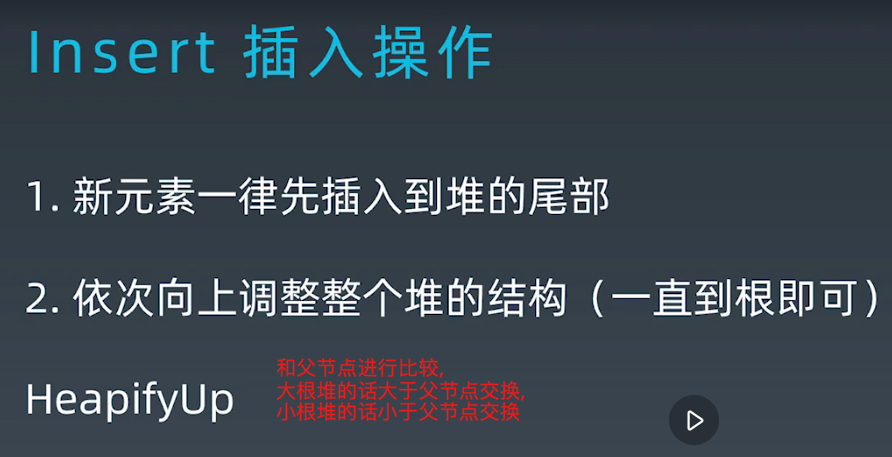 Insert 插入操作
1. 新元素一律先插入到堆的尾部
2. 依次向上调整整个堆的结构（一直到根即可）
HeapifyUp
和父节点进行比较,
大根堆的话大于父节点交换,
小根堆的话小于父节点交换